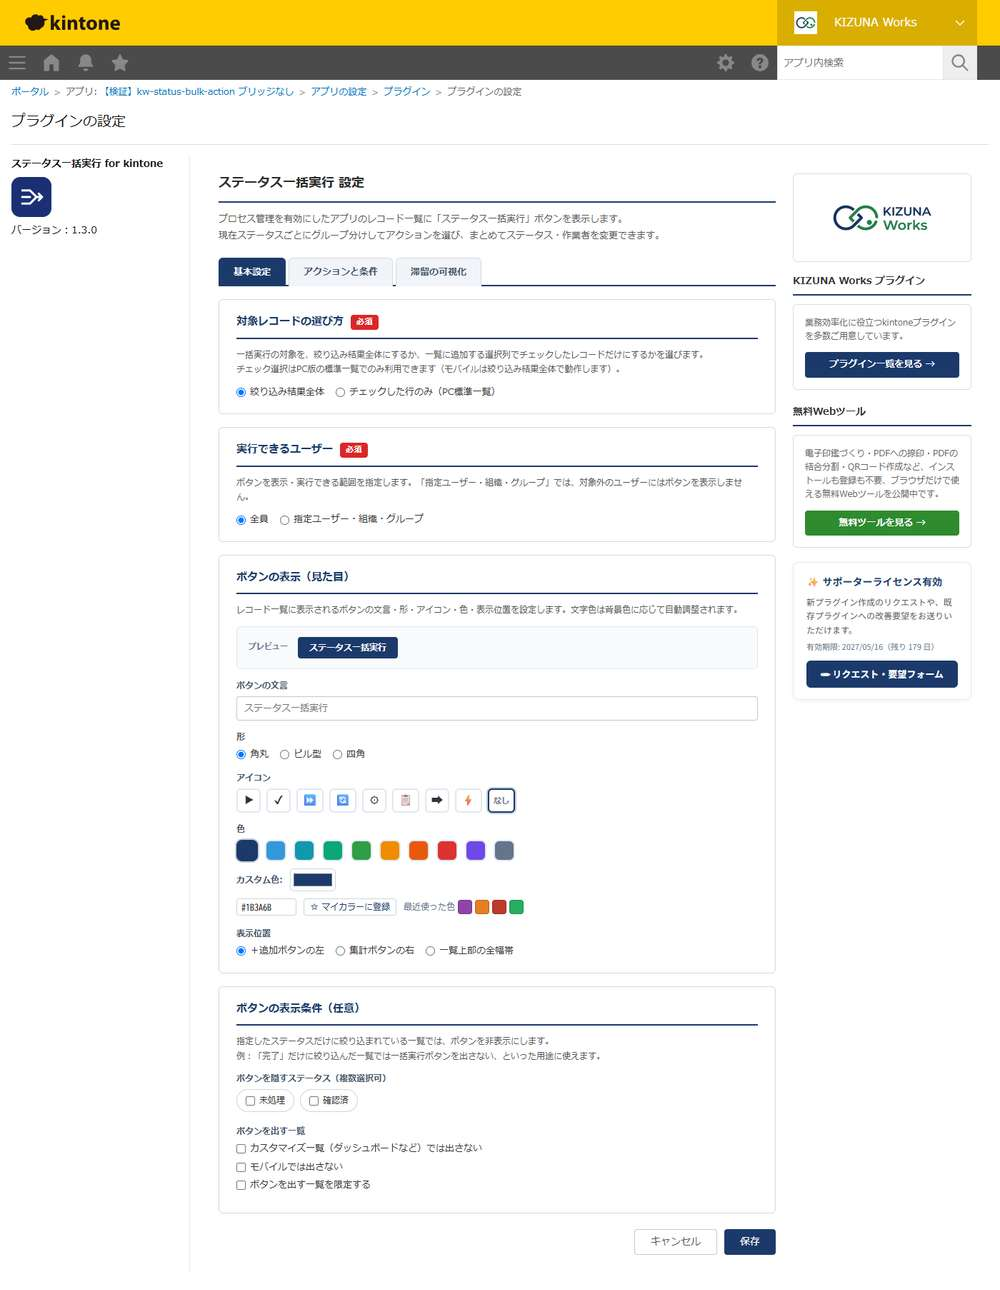 kintone
KIZUNA Works
アプリ内検索
ポータル > アプリ: 【検証】kw-status-bulk-action ブリッジなし > アプリの設定 > プラグイン > プラグインの設定
プラグインの設定
ステータス一括実行 for kintone
バージョン：1.3.0
ステータス一括実行 設定
プロセス管理を有効にしたアプリのレコード一覧に「ステータス一括実行」ボタンを表示します。
現在ステータスごとにグループ分けしてアクションを選び、まとめてステータス・作業者を変更できます。
基本設定
アクションと条件
滞留の可視化
対象レコードの選び方 必須
一括実行の対象を、絞り込み結果全体にするか、一覧に追加する選択列でチェックしたレコードだけにするかを選びます。
チェック選択はPC版の標準一覧でのみ利用できます（モバイルは絞り込み結果全体で動作します）。
絞り込み結果全体 チェックした行のみ（PC標準一覧）
実行できるユーザー 必須
ボタンを表示・実行できる範囲を指定します。「指定ユーザー・組織・グループ」では、対象外のユーザーにはボタンを表示しませ
ん。
全員 指定ユーザー・組織・グループ
ボタンの表示（見た目）
レコード一覧に表示されるボタンの文言・形・アイコン・色・表示位置を設定します。文字色は背景色に応じて自動調整されます。
プレビュー ステータス一括実行
ボタンの文言
ステータス一括実行
形
角丸 ピル型 四角
アイコン
なし
色
カスタム色:
#1B3A6B ☆ マイカラーに登録 最近使った色
表示位置
＋追加ボタンの左 集計ボタンの右 一覧上部の全幅帯
ボタンの表示条件（任意）
指定したステータスだけに絞り込まれている一覧では、ボタンを非表示にします。
例：「完了」だけに絞り込んだ一覧では一括実行ボタンを出さない、といった用途に使えます。
ボタンを隠すステータス（複数選択可）
未処理 確認済
ボタンを出す一覧
カスタマイズ一覧（ダッシュボードなど）では出さない
モバイルでは出さない
ボタンを出す一覧を限定する
キャンセル 保存
KIZUNA
Works
KIZUNA Works プラグイン
業務効率化に役立つkintoneプラグイン
を多数ご用意しています。
プラグイン一覧を見る →
無料Webツール
電子印鑑づくり・PDFへの捺印・PDFの
結合分割・QRコード作成など、インス
トールも登録も不要、ブラウザだけで使
える無料Webツールを公開中です。
無料ツールを見る →
✨ サポーターライセンス有効
新プラグイン作成のリクエストや、既
存プラグインへの改善要望をお送りい
ただけます。
有効期限: 2027/05/16（残り 179 日）
リクエスト・要望フォーム